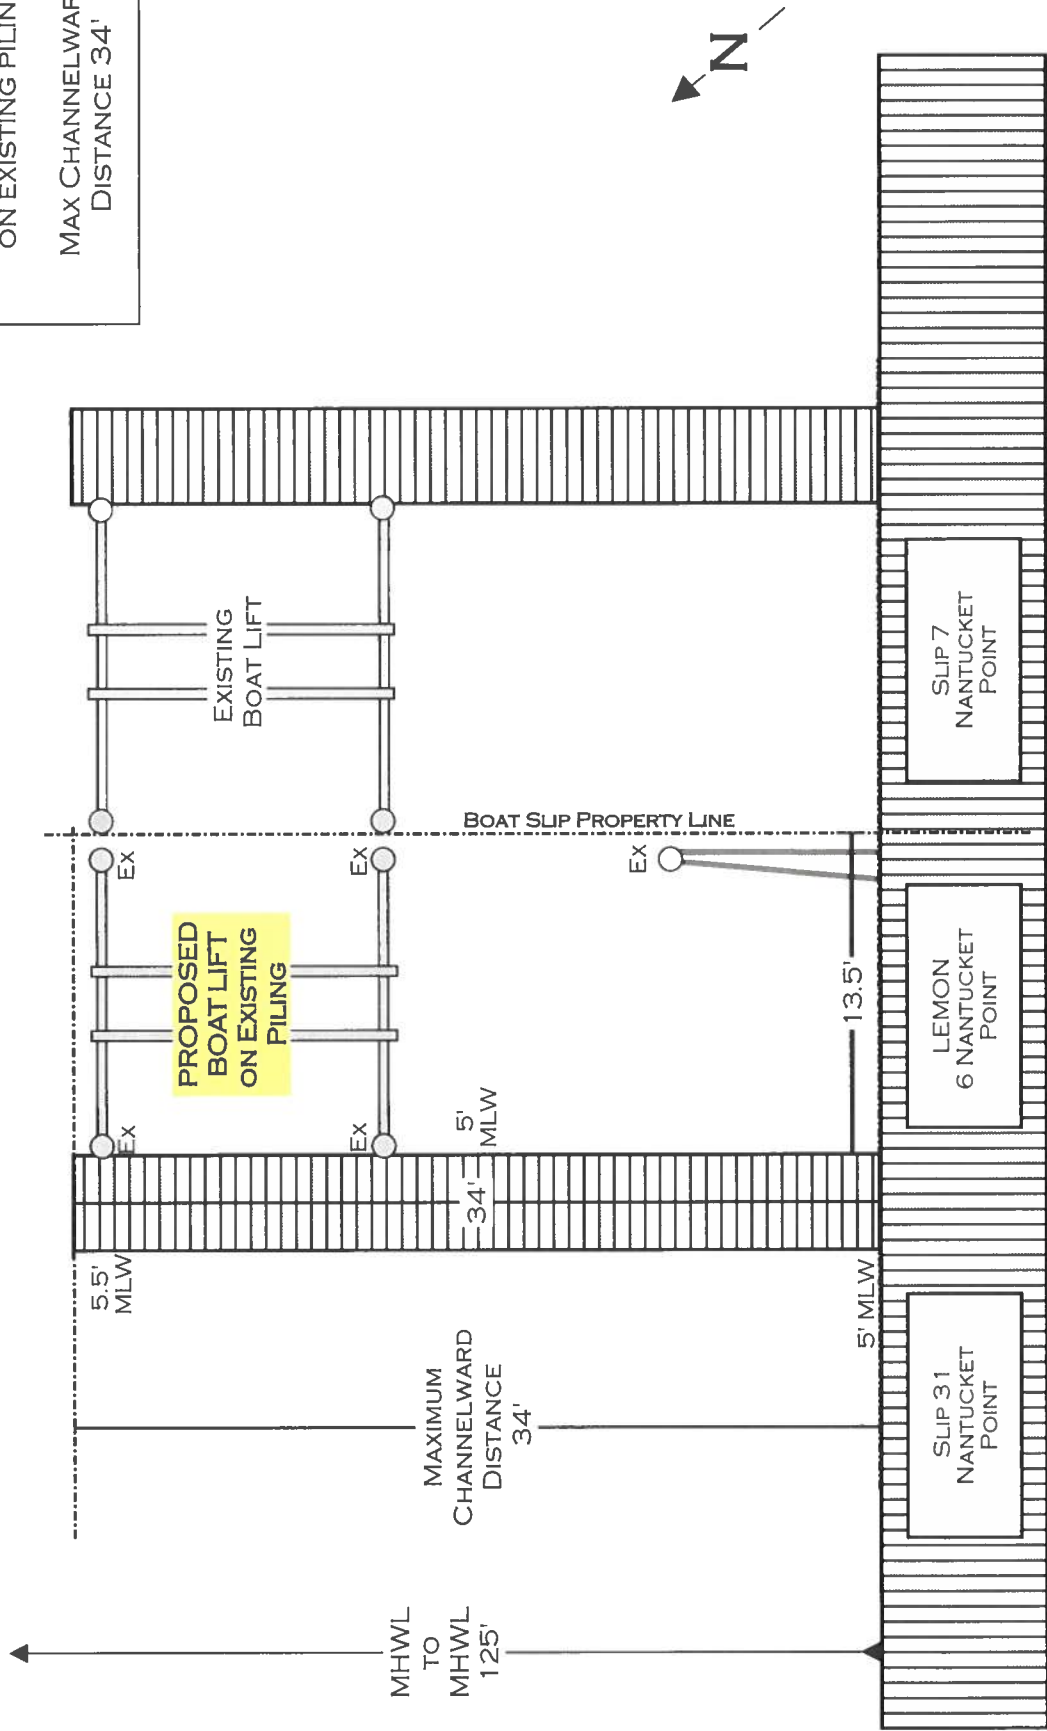 ON EXISTING PILIN
MAX CHANNELWAR
DISTANCE 34'
N
MHWL
TO
MHWL
125'
MAXIMUM
CHANNELWARD
DISTANCE
34'
5.5'
MLW
5' MLW
34'
5'
MLW
EX
EX
EX
EX
EX
PROPOSED
BOAT LIFT
ON EXISTING
PILING
EXISTING
BOAT LIFT
BOAT SLIP PROPERTY LINE
13.5'
SLIP 31
NANTUCKET
POINT
LEMON
6 NANTUCKET
POINT
SLIP 7
NANTUCKET
POINT